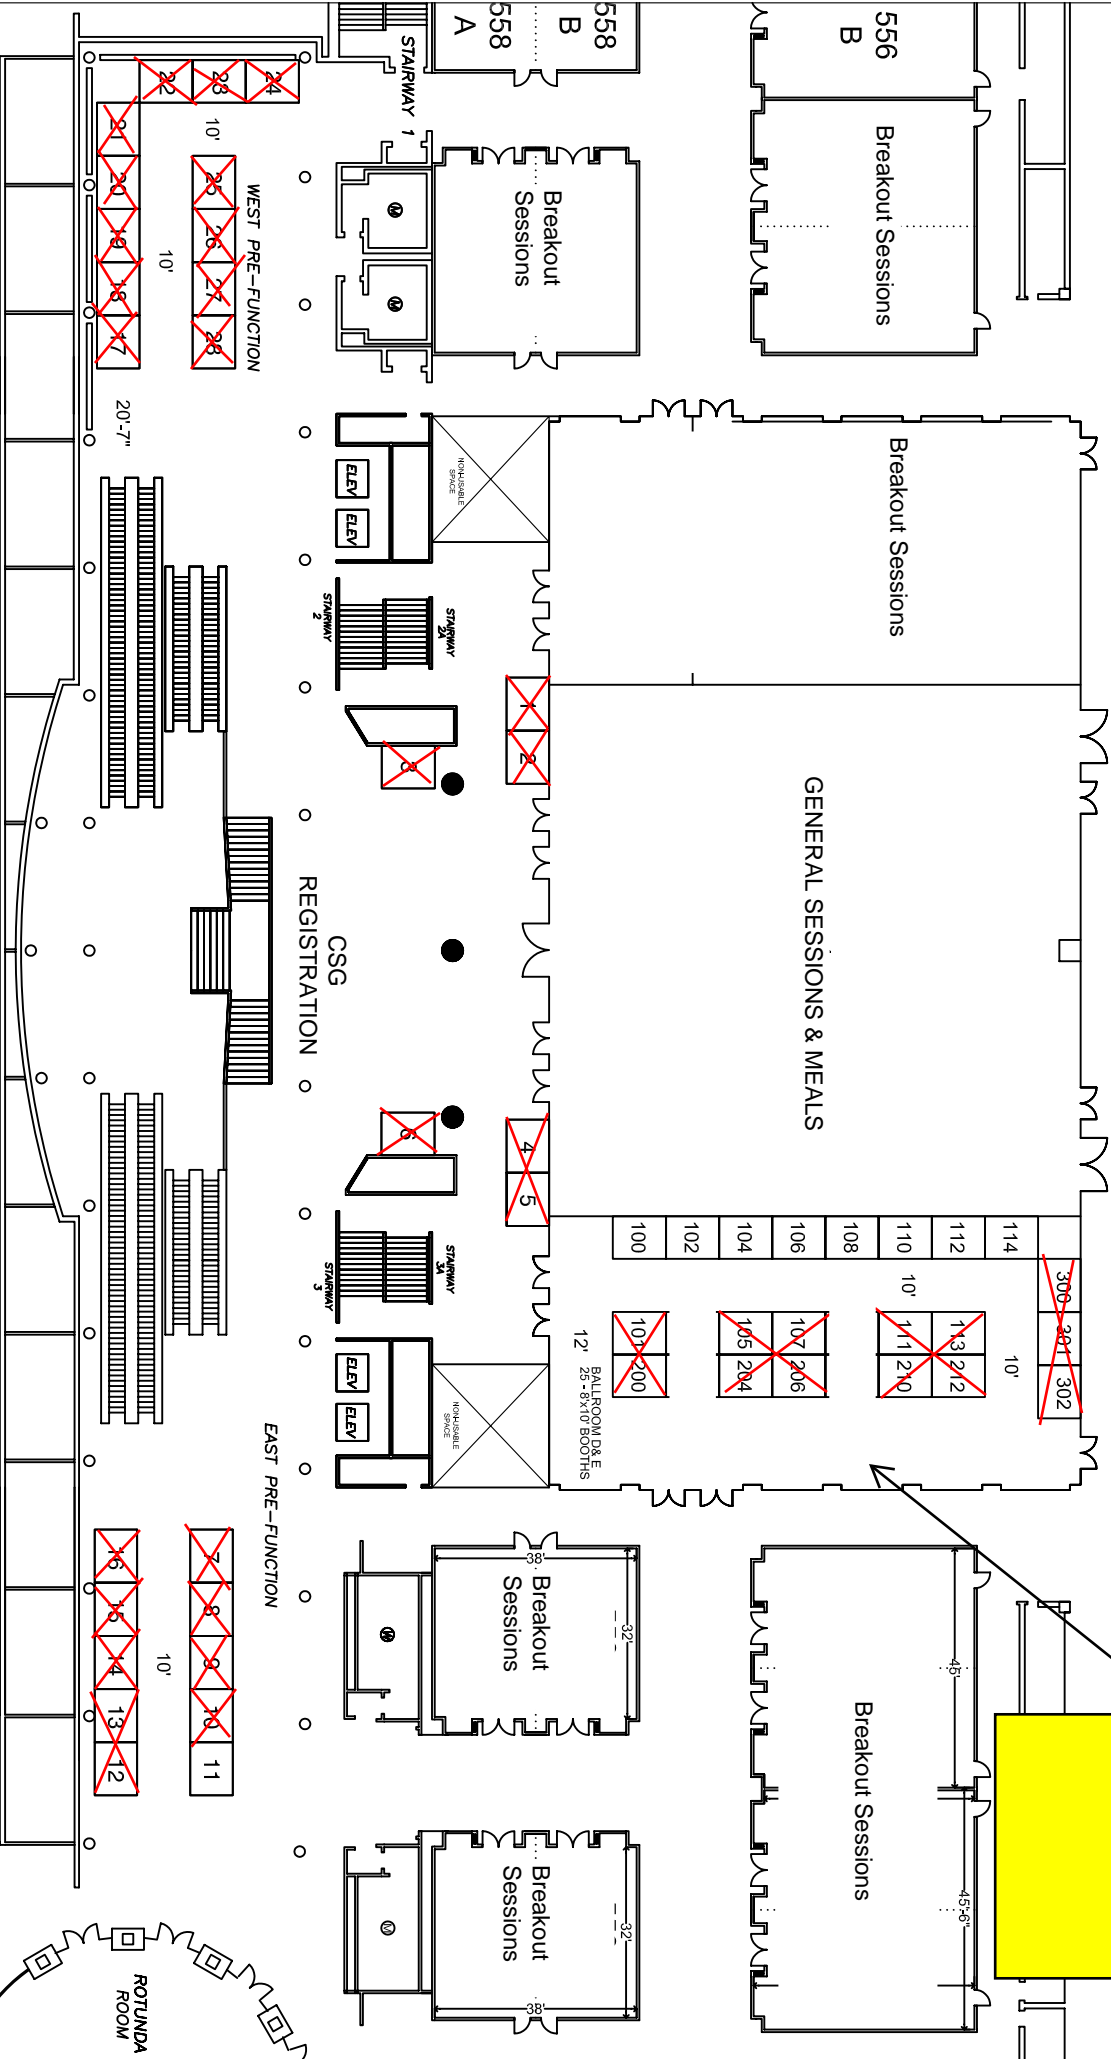 558
A
558
B
556
B
STAIRWAY 1
Breakout Sessions
Breakout
Sessions
22
23
24
21
20
19
18
17
10'
10'
25
26
27
28
WEST PRE-FUNCTION
20'-7"
M
M
ELEV
ELEV
NON-USABLE
SPACE
Breakout Sessions
STAIRWAY
2
STAIRWAY
2A
1
2
3
GENERAL SESSIONS & MEALS
CSG
REGISTRATION
6
4
5
STAIRWAY
3
STAIRWAY
3A
100
102
104
106
108
110
112
114
300
301
302
10'
10'
101
200
105
204
107
206
111
210
113
212
12'
BALLROOM D& E
25 - 8'x10' BOOTHS
ELEV
ELEV
NON-USABLE
SPACE
EAST PRE-FUNCTION
16
15
14
13
12
10'
7
8
9
10
11
38'
32'
Breakout
Sessions
W
45'
Breakout Sessions
45'-6"
Breakout
Sessions
32'
38'
M
ROTUNDA
ROOM